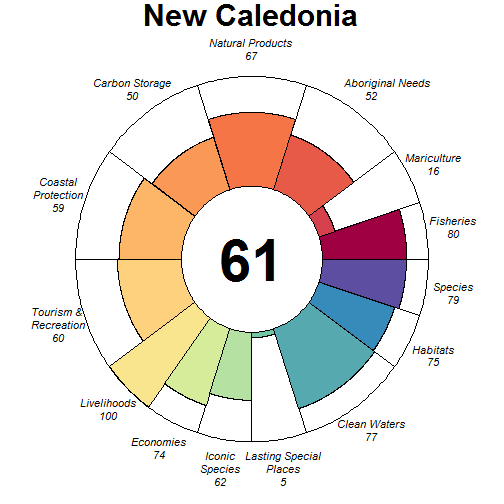 New Caledonia
Natural Products
67
Carbon Storage
50
Aboriginal Needs
52
Mariculture
16
Coastal
Protection
59
Fisheries
80
61
Species
79
Tourism &
Recreation
60
Habitats
75
Livelihoods
100
Clean Waters
77
Economies
74
Iconic
Species
62
Lasting Special
Places
5